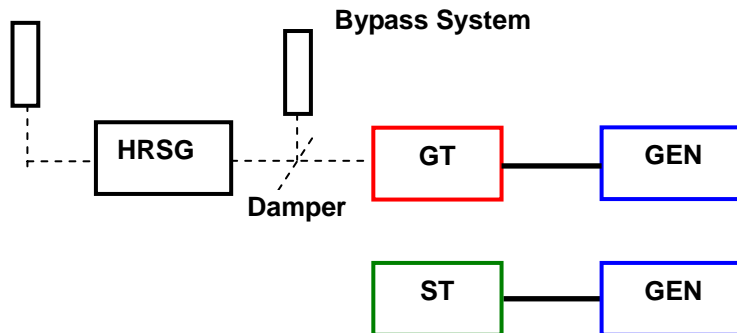 Bypass System
HRSG
GT
GEN
Damper
ST
GEN